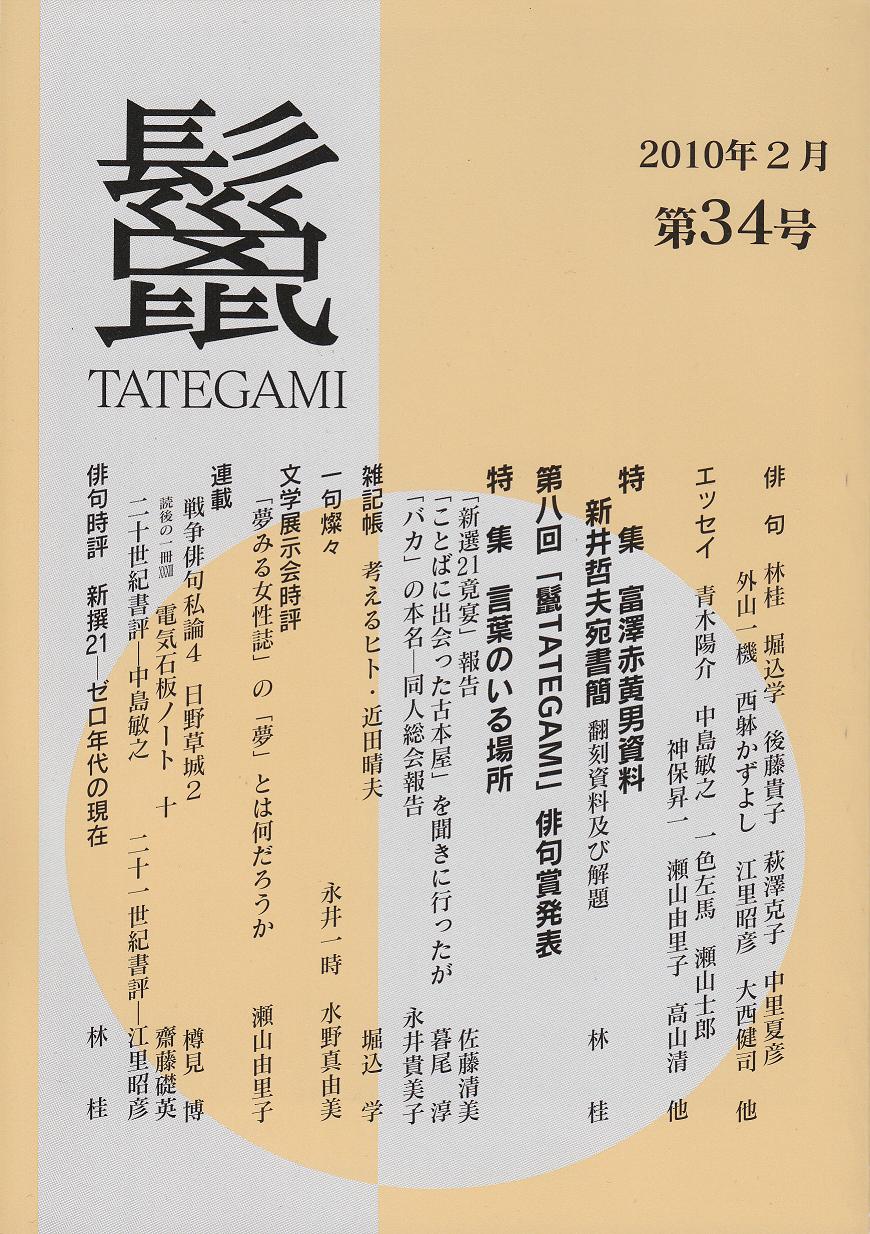 鬣
TATEGAMI
2010年2月
第34号
俳句 林桂 堀込学 後藤貴子 萩澤克子 中里夏彦
外山一機 西躰かずよし 江里昭彦 大西健司 他
エッセイ 青木陽介 中島敏之 一色左馬 瀬山士郎
神保昇一 瀬山由里子 高山清 他
特集 富澤赤黄男資料
新井哲夫宛書簡 翻刻資料及び解題 林桂
第八回「鬣TATEGAMI」俳句賞発表
特集 言葉のいる場所
「新選21竟宴」報告 佐藤清美
「ことばに出会った古本屋」を聞きに行ったが 暮尾淳
「バカ」の本名―同人総会報告 永井貴美子
雑記帳 考えるヒト・近田晴夫 堀込学
一句燦々 永井一時 水野真由美
文学展示会時評
「夢みる女性誌」の「夢」とは何だろうか 瀬山由里子
連載
戦争俳句私論4 日野草城2 樽見博
読後の一冊XXVII 電気石板ノート 十 齋藤礎英
二十世紀書評―中島敏之 二十一世紀書評―江里昭彦
俳句時評 新撰21―ゼロ年代の現在 林桂